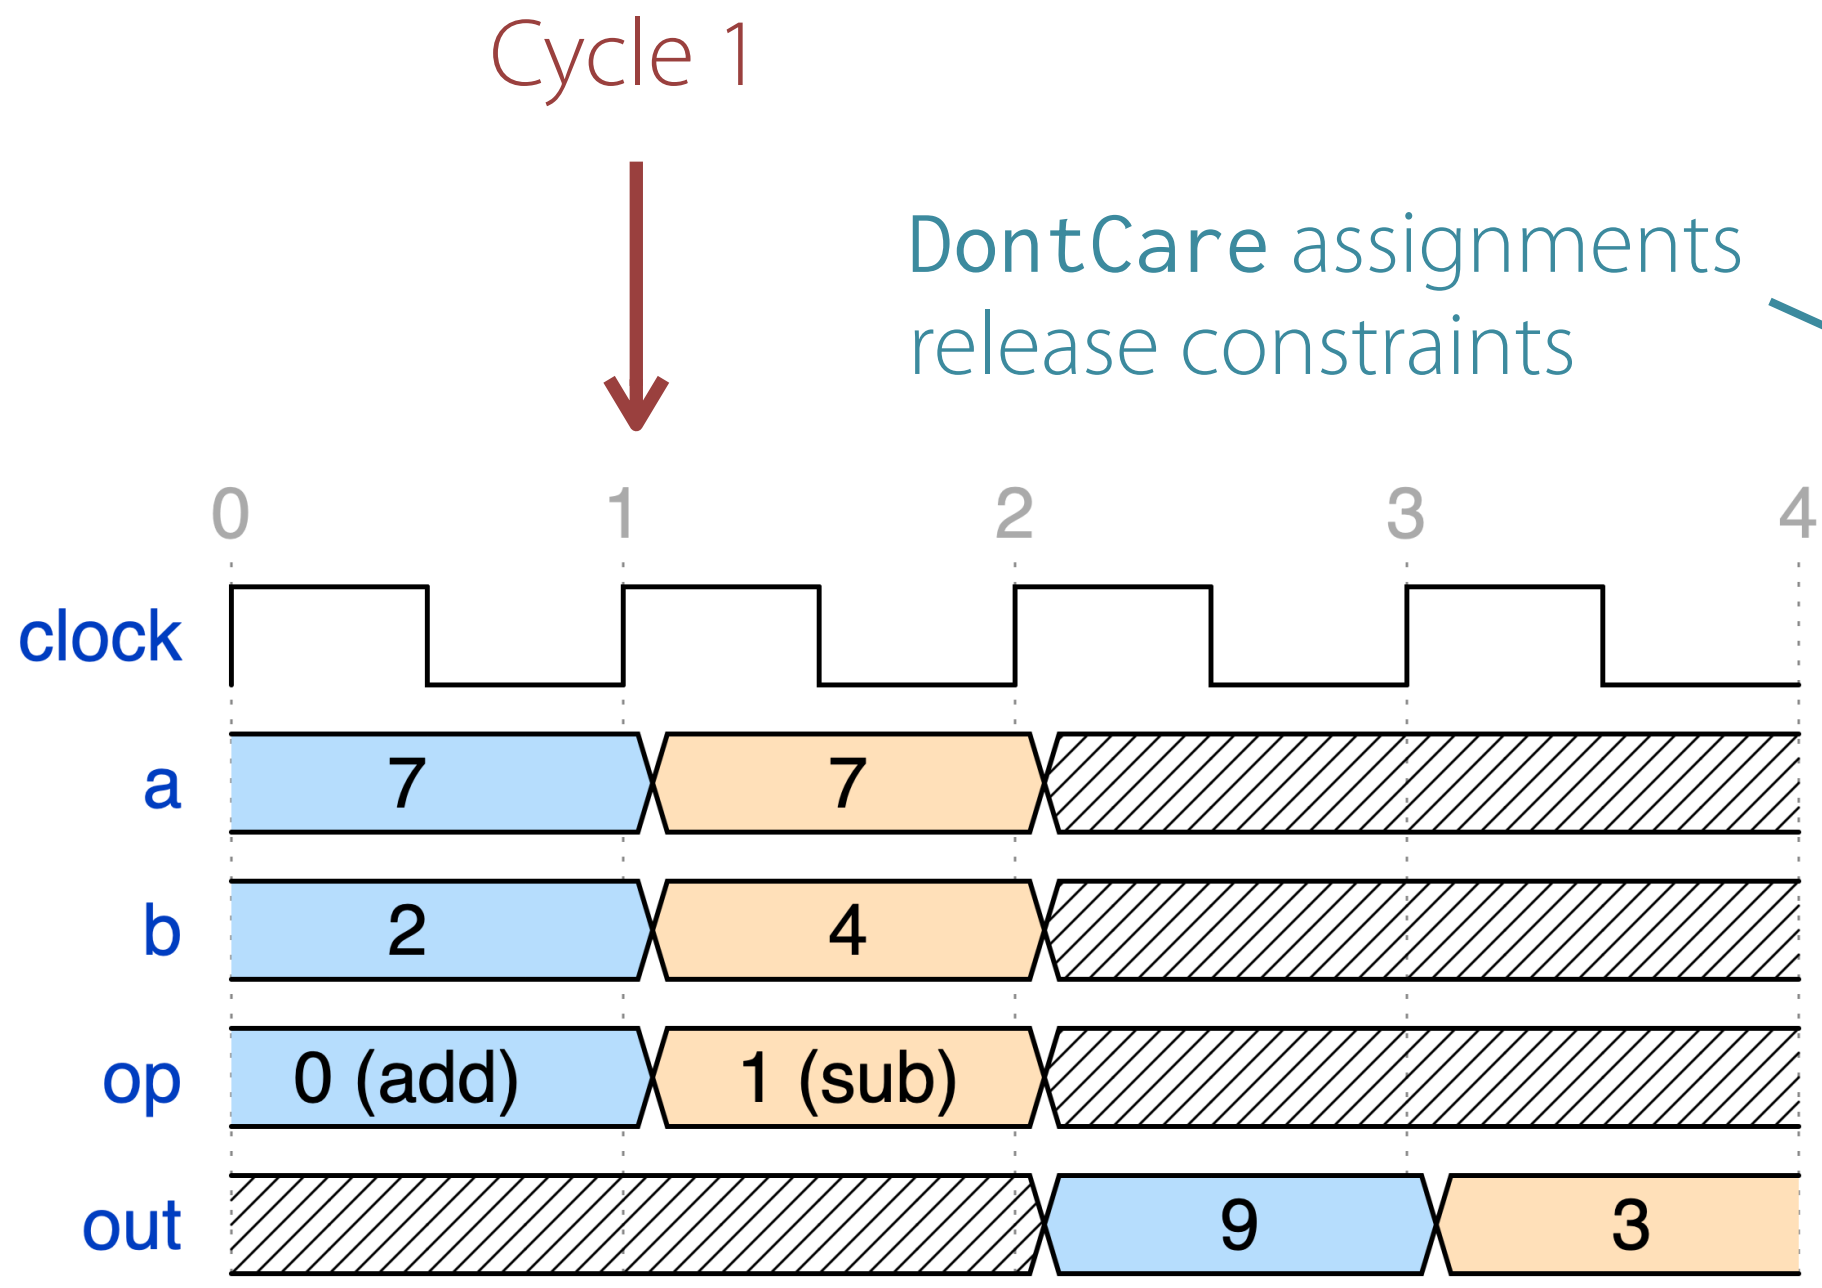 Cycle 1
DontCare assignments
release constraints
0 1 2 3 4
clock
a 7 7
b 2 4
op 0 (add) 1 (sub)
out 9 3